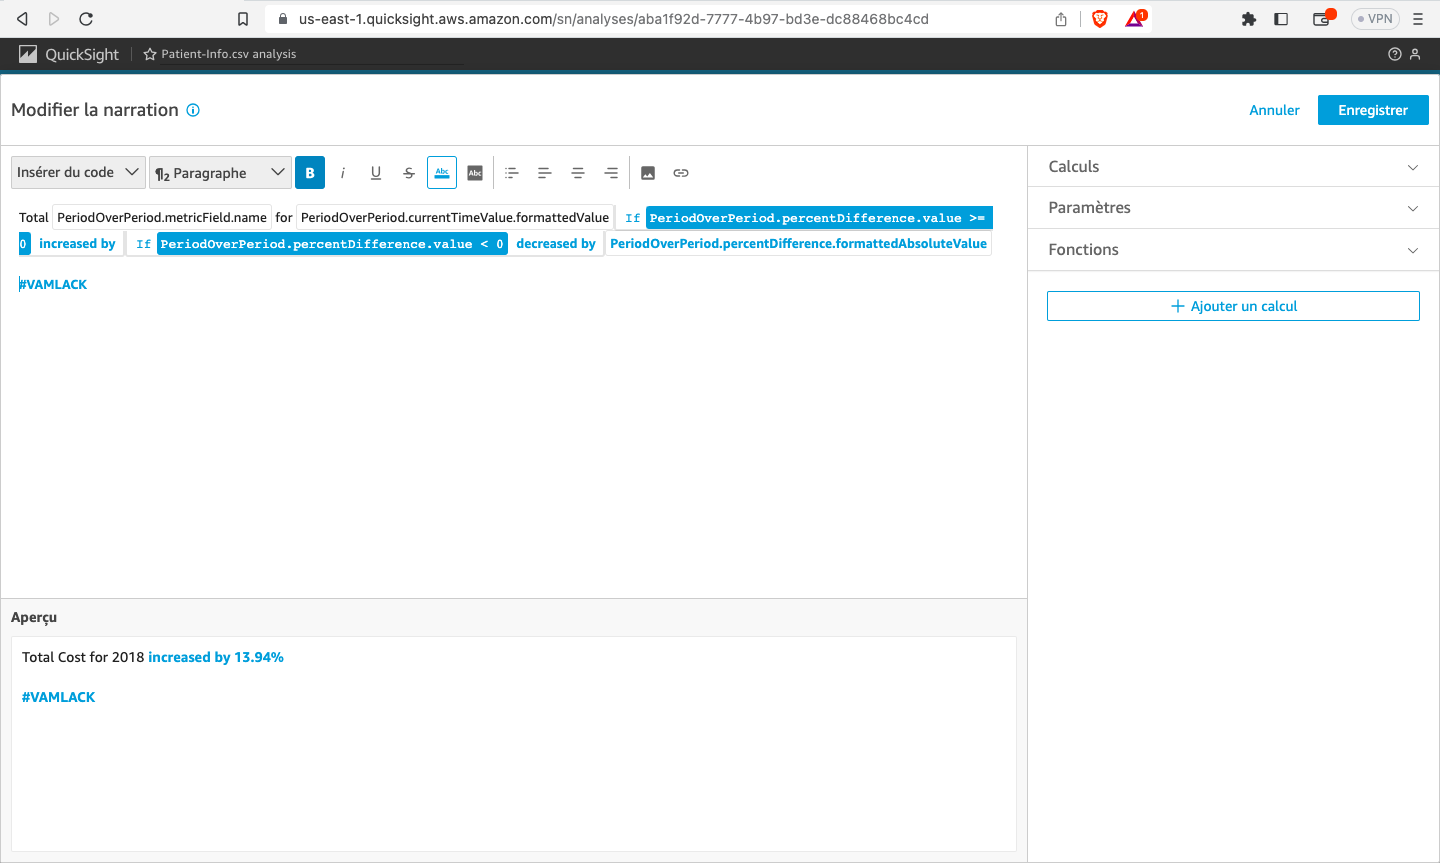 us-east-1.quicksight.aws.amazon.com/sn/analyses/aba1f92d-7777-4b97-bd3e-dc88468bc4cd
1
VPN
QuickSight
Patient-Info.csv analysis
Modifier la narration
Annuler
Enregistrer
Insérer du code
¶2 Paragraphe
B
i
U
S
Abc
Abc
Total PeriodOverPeriod.metricField.name for PeriodOverPeriod.currentTimeValue.formattedValue If PeriodOverPeriod.percentDifference.value >=
0 increased by If PeriodOverPeriod.percentDifference.value < 0 decreased by PeriodOverPeriod.percentDifference.formattedAbsoluteValue
#VAMLACK
Calculs
Paramètres
Fonctions
Ajouter un calcul
Aperçu
Total Cost for 2018 increased by 13.94%
#VAMLACK